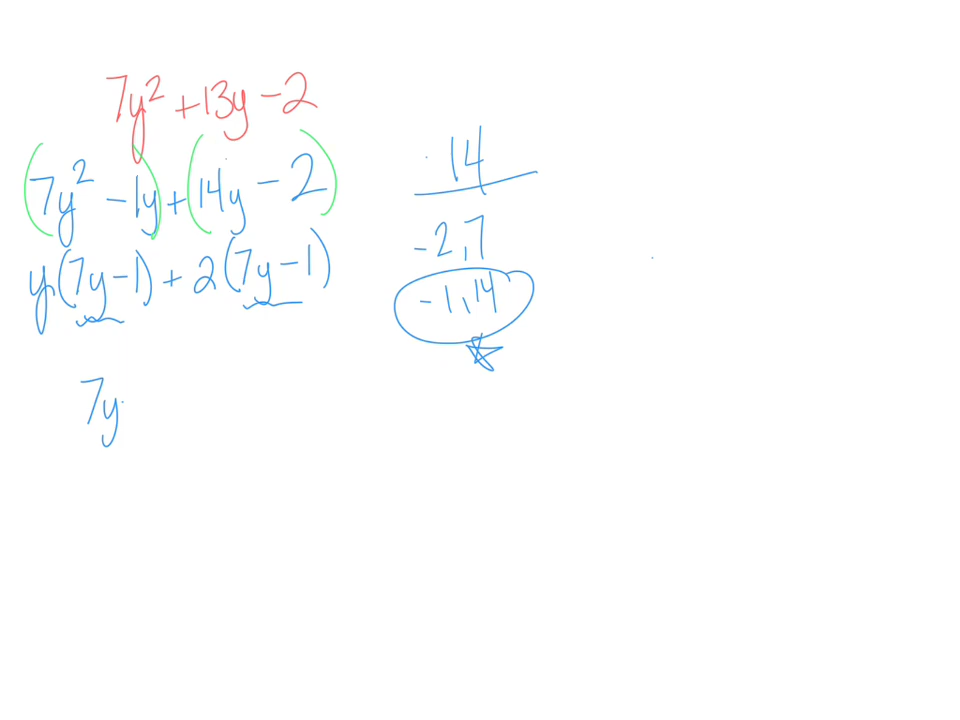 7y² + 13y - 2
(7y² - 1y) + (14y - 2)
y(7y - 1) + 2(7y - 1)
7y
14
- 2, 7
- 1, 14